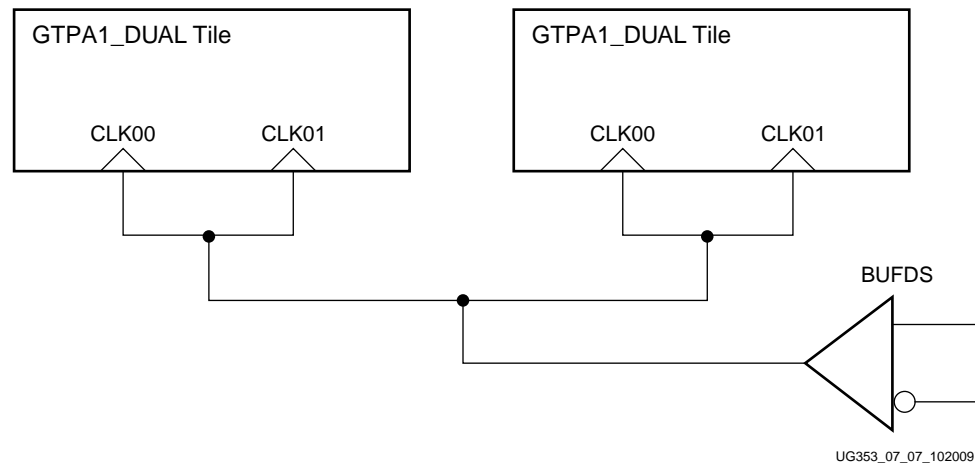 GTPA1_DUAL Tile
CLK00 CLK01
GTPA1_DUAL Tile
CLK00 CLK01
BUFDS
UG353_07_07_102009